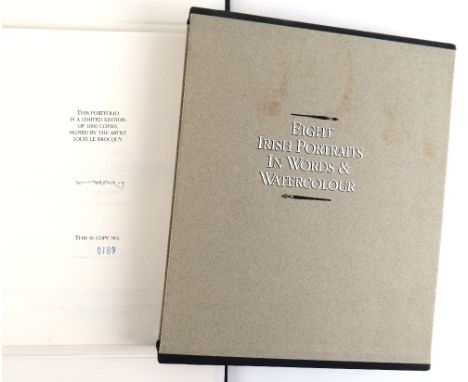 THIS PORTFOLIO
IS A LIMITED EDITION
OF 1000 COPIES,
SIGNED BY THE ARTIST
LOUIS LE BROCQUY.
THIS IS COPY NO.
0189
EIGHT
IRISH PORTRAITS
IN WORDS &
WATERCOLOUR